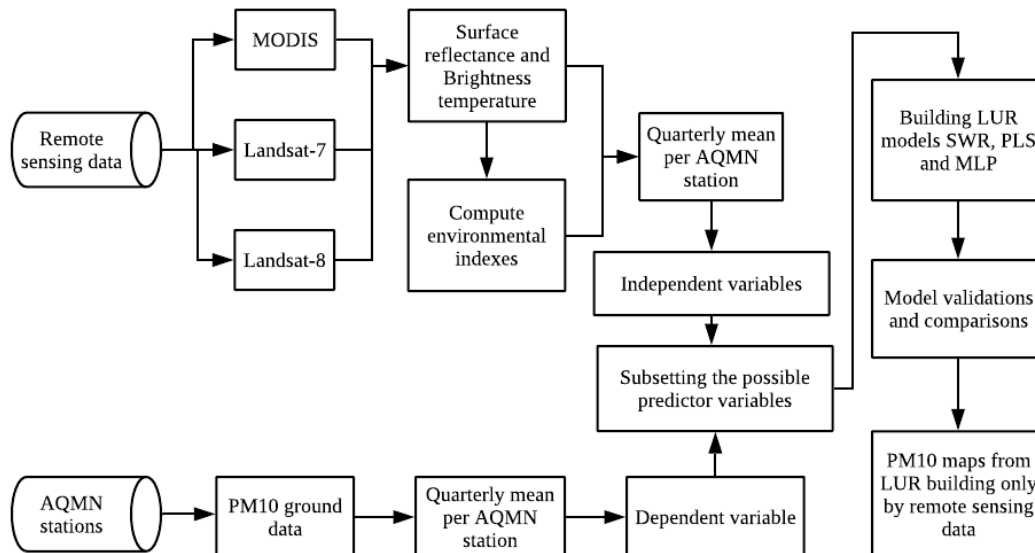 Remote
sensing data
MODIS
Landsat-7
Landsat-8
Surface
reflectance and
Brightness
temperature
Compute
environmental
indexes
Quarterly mean
per AQMN
station
Independent variables
Subsetting the possible
predictor variables
Building LUR
models SWR, PLS
and MLP
Model validations
and comparisons
PM10 maps from
LUR building only
by remote sensing
data
AQMN
stations
PM10 ground
data
Quarterly mean
per AQMN
station
Dependent variable